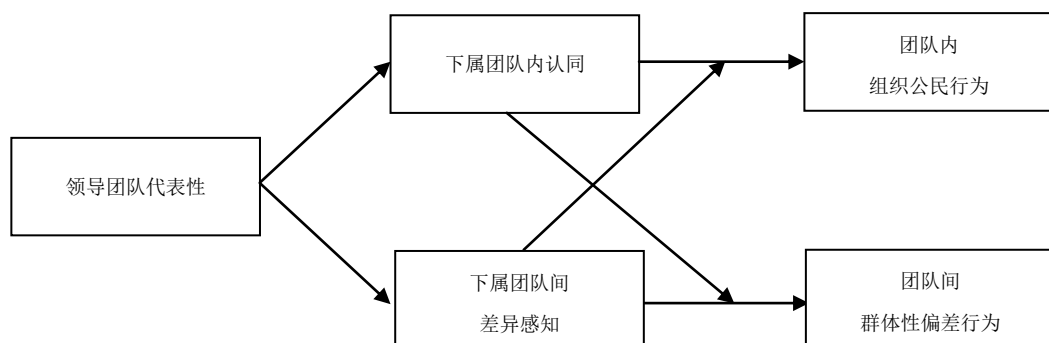 下属团队内认同
团队内
组织公民行为
领导团队代表性
下属团队间
差异感知
团队间
群体性偏差行为